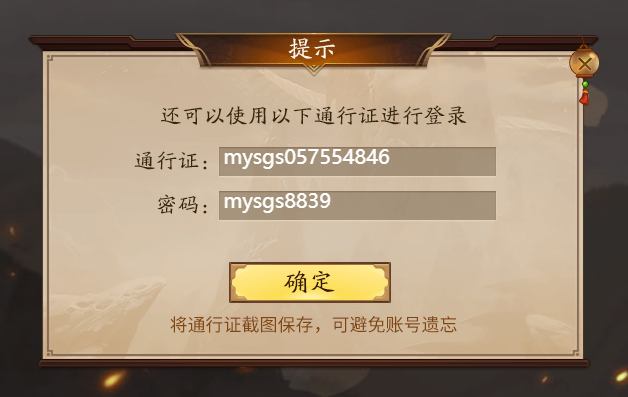 提示
还可以使用以下通行证进行登录
通行证：mysgs057554846
密码：mysgs8839
确定
将通行证截图保存，可避免账号遗忘